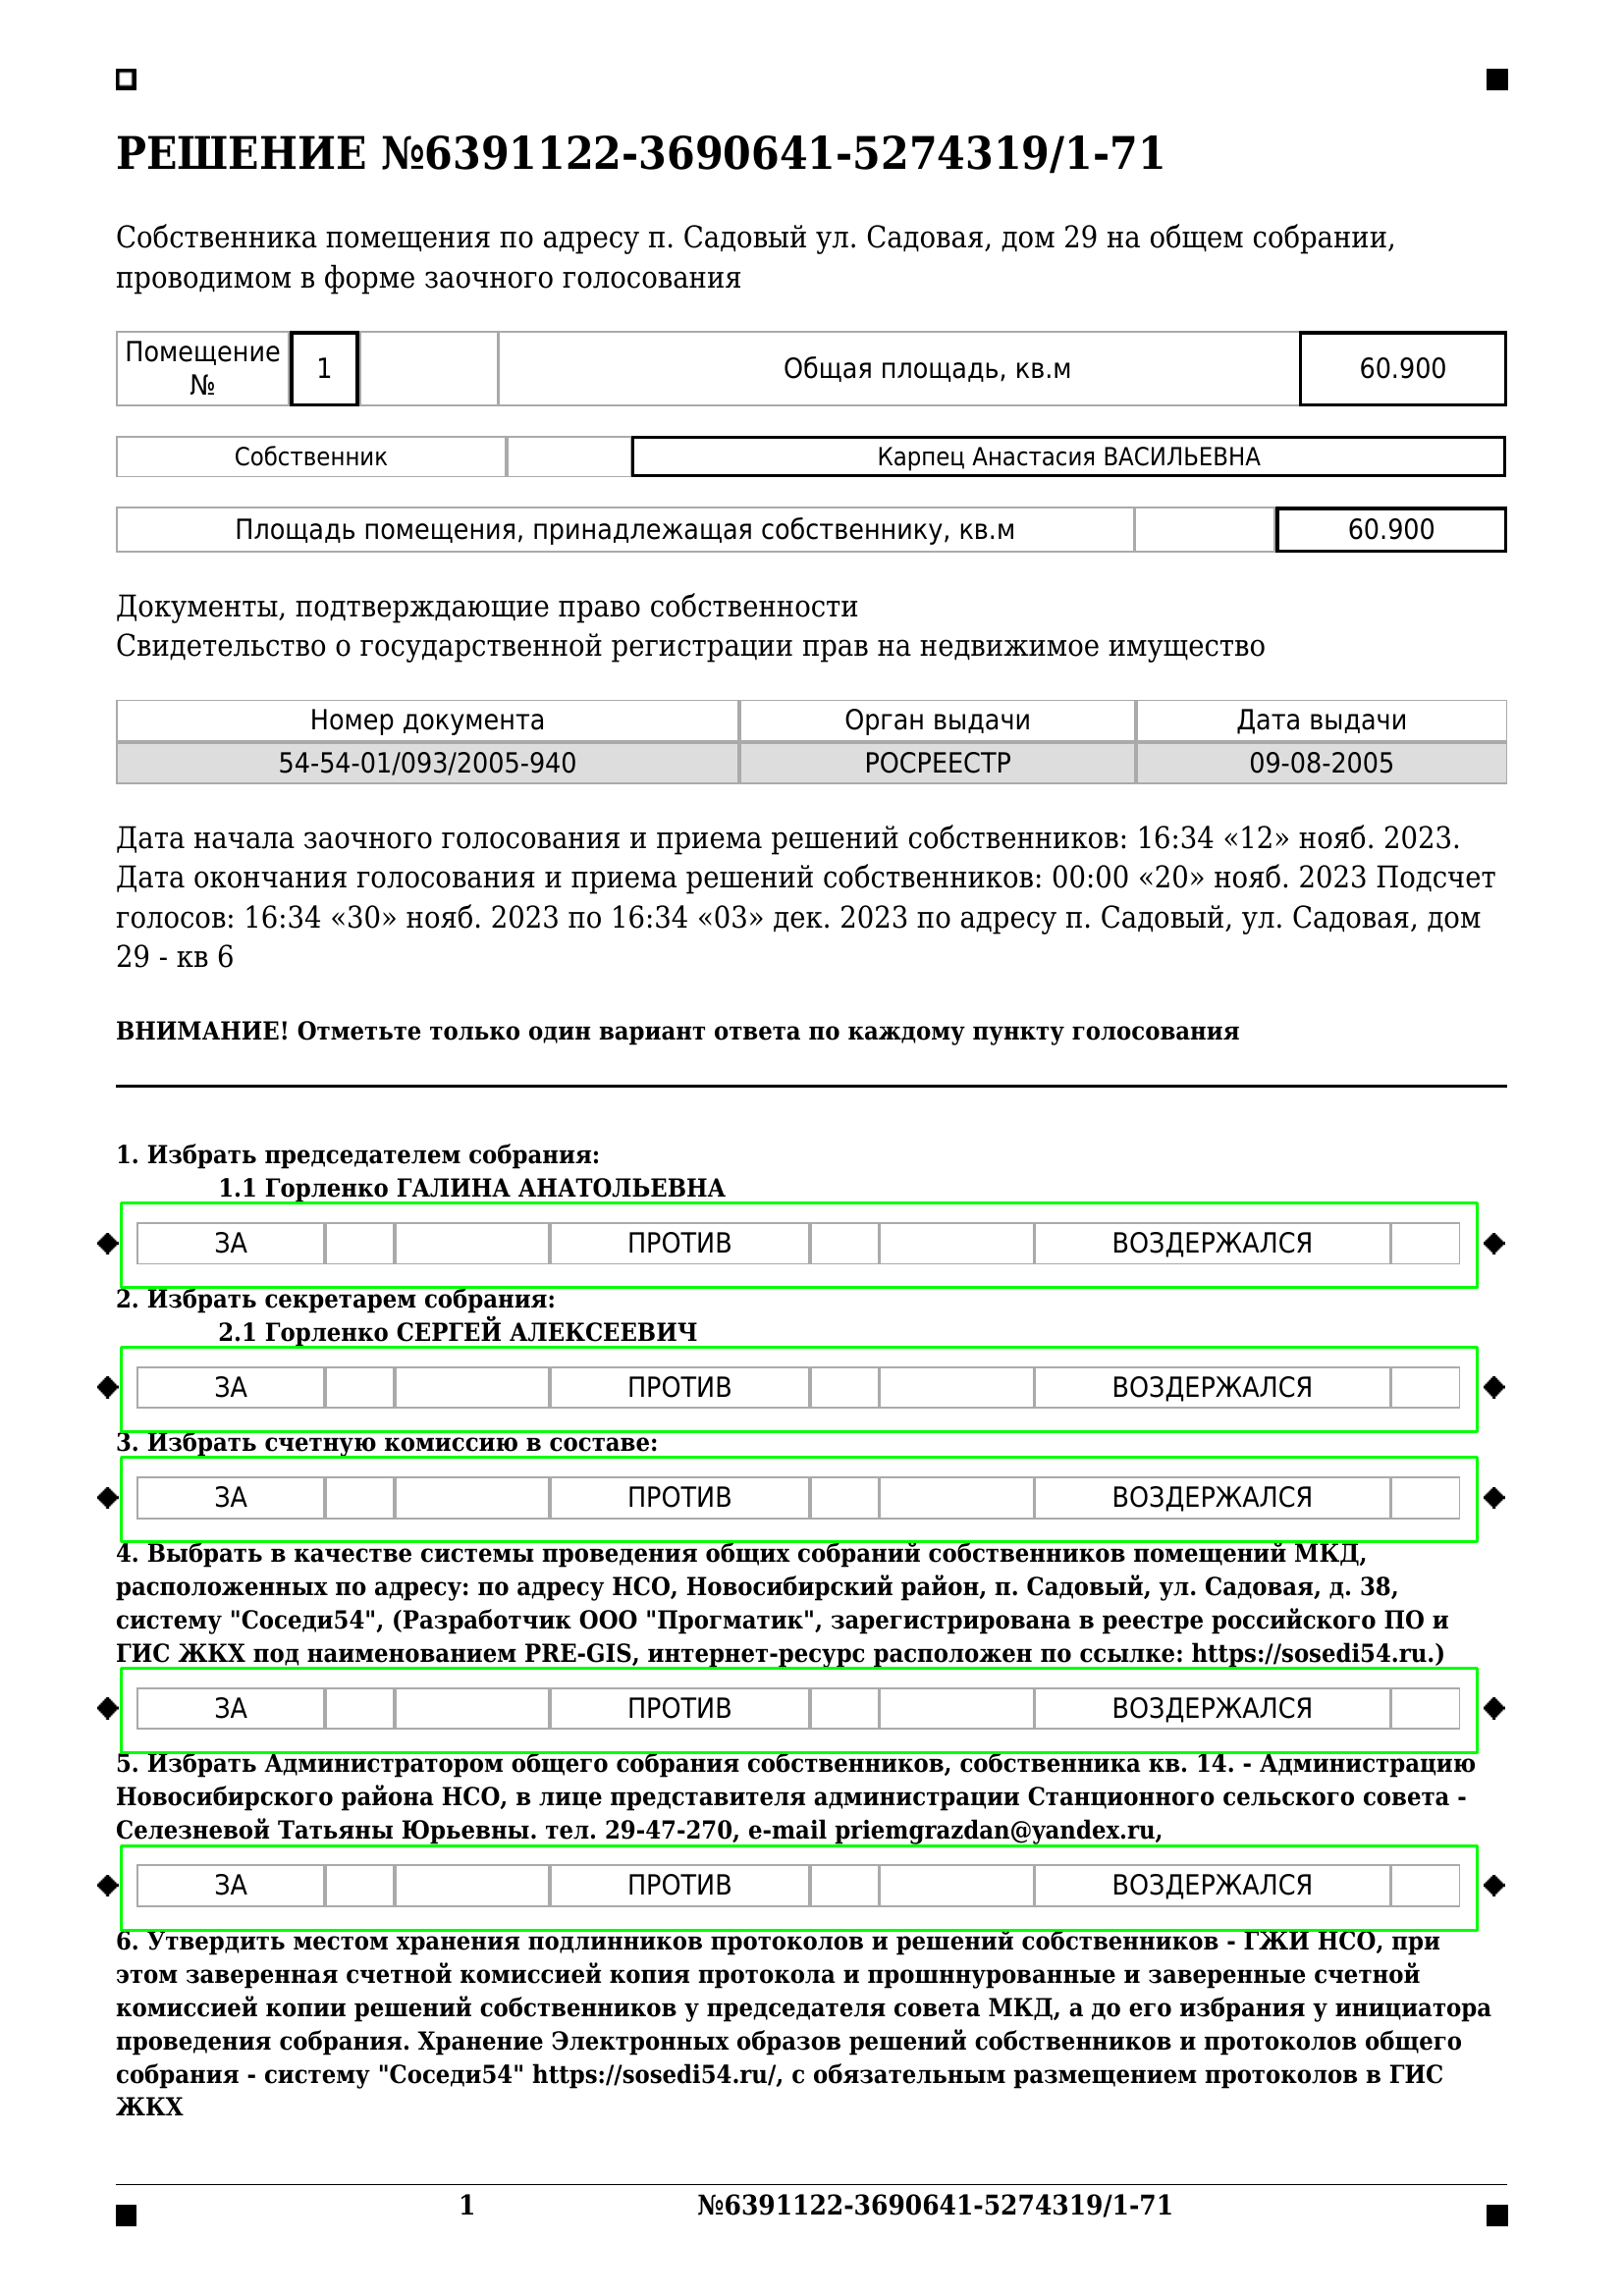 РЕШЕНИЕ №6391122-3690641-5274319/1-71
Собственника помещения по адресу п. Садовый ул. Садовая, дом 29 на общем собрании,
проводимом в форме заочного голосования
Помещение
№
1
Общая площадь, кв.м
60.900
Собственник
Карпец Анастасия ВАСИЛЬЕВНА
Площадь помещения, принадлежащая собственнику, кв.м
60.900
Документы, подтверждающие право собственности
Свидетельство о государственной регистрации прав на недвижимое имущество
Номер документа Орган выдачи Дата выдачи
54-54-01/093/2005-940 РОСРЕЕСТР 09-08-2005
Дата начала заочного голосования и приема решений собственников: 16:34 «12» нояб. 2023.
Дата окончания голосования и приема решений собственников: 00:00 «20» нояб. 2023 Подсчет
голосов: 16:34 «30» нояб. 2023 по 16:34 «03» дек. 2023 по адресу п. Садовый, ул. Садовая, дом
29 - кв 6
ВНИМАНИЕ! Отметьте только один вариант ответа по каждому пункту голосования
1. Избрать председателем собрания:
1.1 Горленко ГАЛИНА АНАТОЛЬЕВНА
ЗА ПРОТИВ ВОЗДЕРЖАЛСЯ
2. Избрать секретарем собрания:
2.1 Горленко СЕРГЕЙ АЛЕКСЕЕВИЧ
ЗА ПРОТИВ ВОЗДЕРЖАЛСЯ
3. Избрать счетную комиссию в составе:
ЗА ПРОТИВ ВОЗДЕРЖАЛСЯ
4. Выбрать в качестве системы проведения общих собраний собственников помещений МКД,
расположенных по адресу: по адресу НСО, Новосибирский район, п. Садовый, ул. Садовая, д. 38,
систему "Соседи54", (Разработчик ООО "Прогматик", зарегистрирована в реестре российского ПО и
ГИС ЖКХ под наименованием PRE-GIS, интернет-ресурс расположен по ссылке: https://sosedi54.ru.)
ЗА ПРОТИВ ВОЗДЕРЖАЛСЯ
5. Избрать Администратором общего собрания собственников, собственника кв. 14. - Администрацию
Новосибирского района НСО, в лице представителя администрации Станционного сельского совета -
Селезневой Татьяны Юрьевны. тел. 29-47-270, e-mail priemgrazdan@yandex.ru,
ЗА ПРОТИВ ВОЗДЕРЖАЛСЯ
6. Утвердить местом хранения подлинников протоколов и решений собственников - ГЖИ НСО, при
этом заверенная счетной комиссией копия протокола и прошннурованные и заверенные счетной
комиссией копии решений собственников у председателя совета МКД, а до его избрания у инициатора
проведения собрания. Хранение Электронных образов решений собственников и протоколов общего
собрания - систему "Соседи54" https://sosedi54.ru/, с обязательным размещением протоколов в ГИС
ЖКХ
1 №6391122-3690641-5274319/1-71